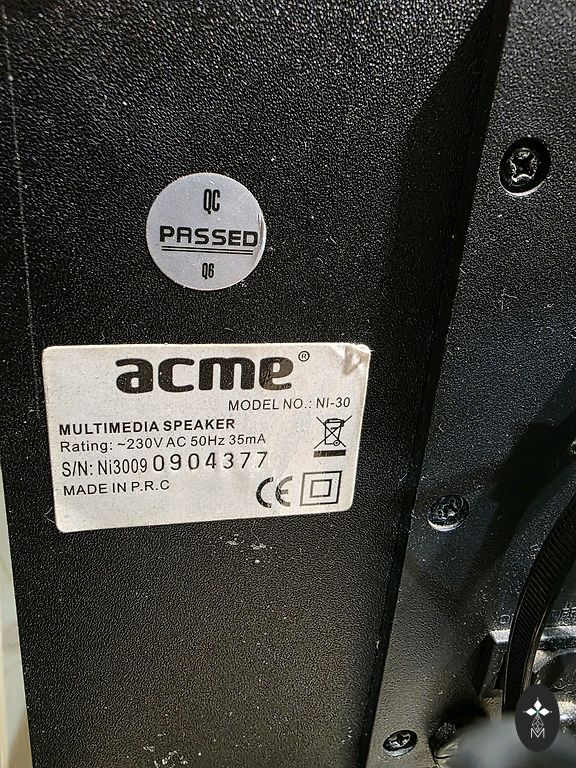 QC
PASSED
Q6
acme®
MODEL NO.: NI-30
MULTIMEDIA SPEAKER
Rating: ~230V AC 50Hz 35mA
S/N: Ni3009 0904377
MADE IN P.R.C
CE
M